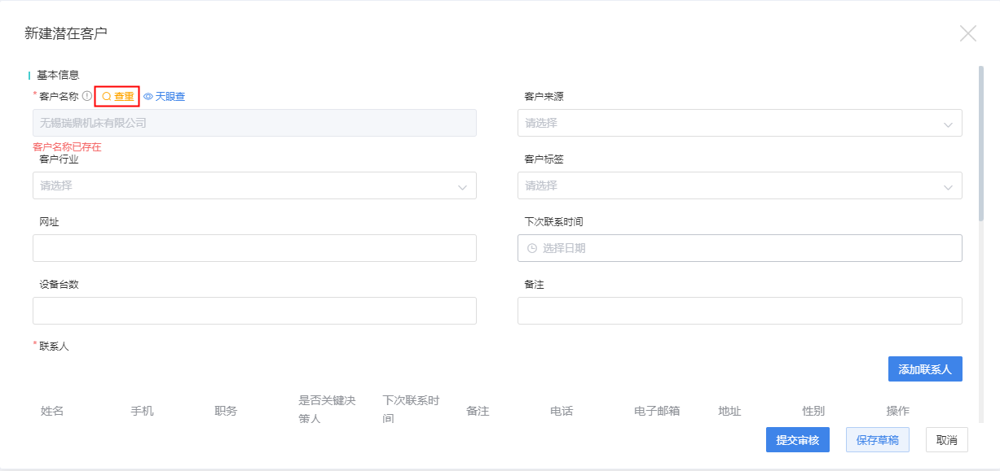 新建潜在客户
基本信息
* 客户名称 查重 天眼查
客户来源
无锡瑞鼎机床有限公司
请选择
客户名称已存在
客户行业
客户标签
请选择
请选择
网址
下次联系时间
选择日期
设备台数
备注
* 联系人
添加联系人
姓名 手机 职务 是否关键决策人 下次联系时间 备注 电话 电子邮箱 地址 性别 操作
提交审核 保存草稿 取消